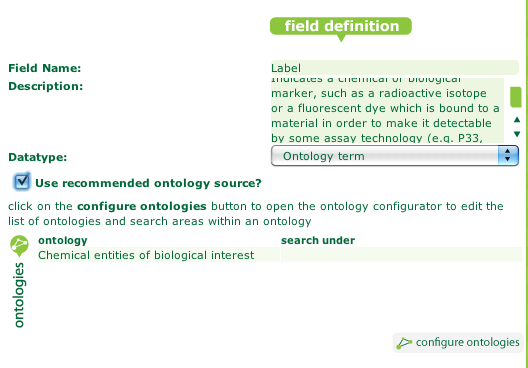 field definition
Field Name: Label
Description: Indicates a chemical or biological
marker, such as a radioactive isotope
or a fluorescent dye which is bound to a
material in order to make it detectable
by some assay technology (e.g. P33,
Datatype: Ontology term
Use recommended ontology source?
click on the configure ontologies button to open the ontology configurator to edit the
list of ontologies and search areas within an ontology
ontology search under
Chemical entities of biological interest
ontologies
configure ontologies